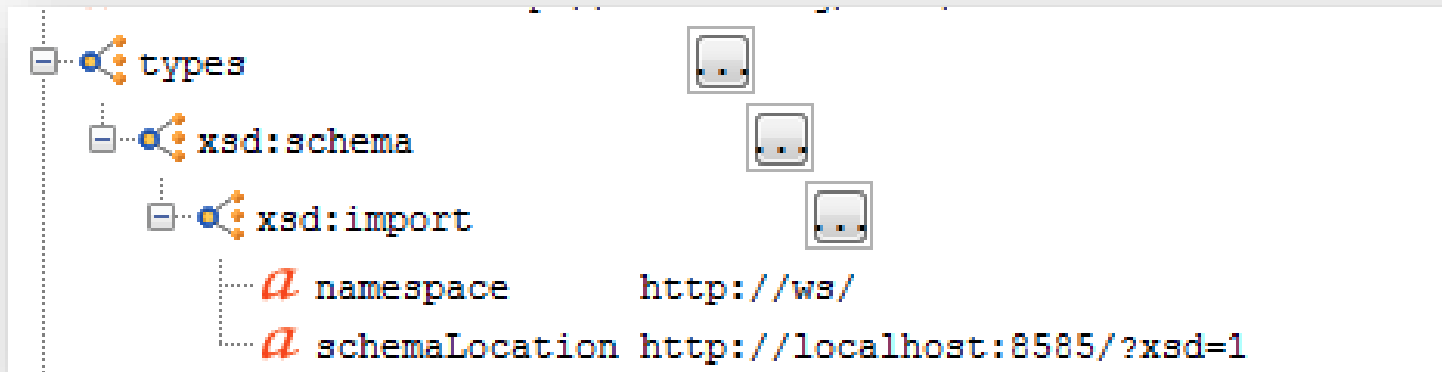 types ...
xsd:schema ...
xsd:import ...
a namespace http://ws/
a schemaLocation http://localhost:8585/?xsd=1